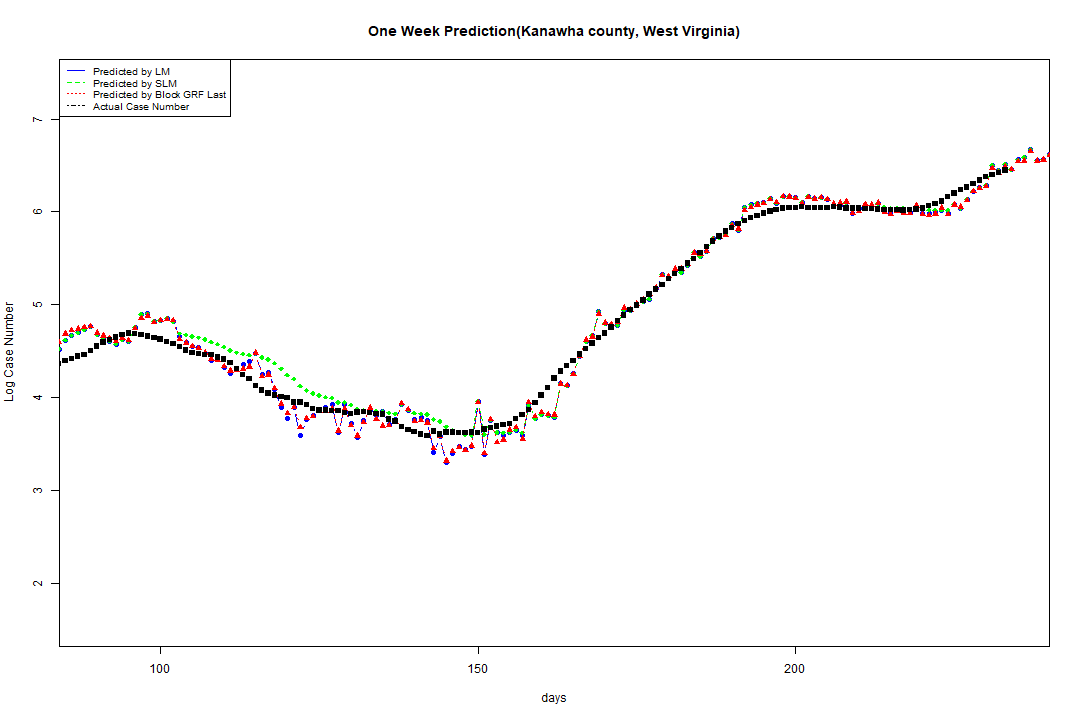 One Week Prediction(Kanawha county, West Virginia)
Predicted by LM
Predicted by SLM
Predicted by Block GRF Last
Actual Case Number
Log Case Number
7
6
5
4
3
2
100 150 200
days